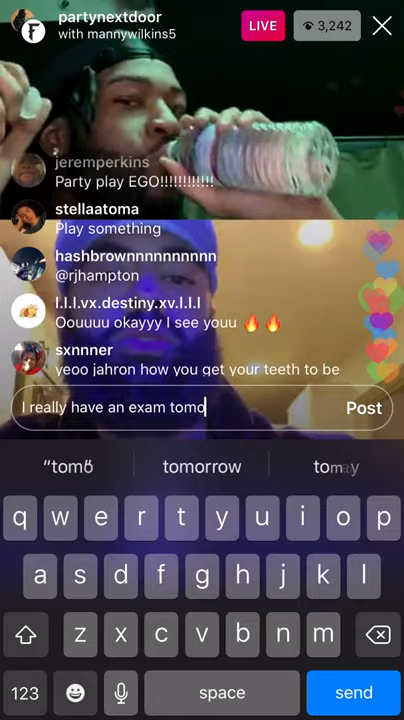 partynextdoor
with mannywilkins5
LIVE
3,242
jeremperkins
Party play EGO!!!!!!!!!!!!
stellaatoma
Play something
hashbrownnnnnnnnnn
@rjhampton
l.l.l.vx.destiny.xv.l.l.l
Oouuuu okayyy I see youu 🔥 🔥
sxnnner
yeoo jahron how you get your teeth to be
I really have an exam tomo
Post
tomorrow
q w e r t y u i o p
a s d f g h j k l
z x c v b n m
123
space
send